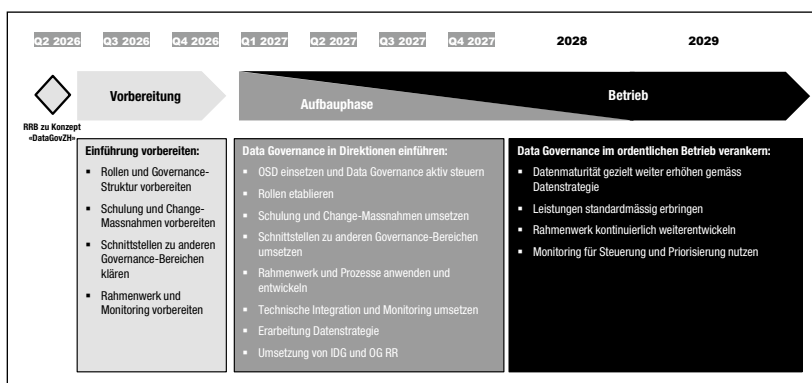 Q2 2026 Q3 2026 Q4 2026 Q1 2027 Q2 2027 Q3 2027 Q4 2027 2028 2029
Vorbereitung
Aufbauphase
Betrieb
RRB zu Konzept
«DataGovZH»
Einführung vorbereiten:
▪ Rollen und Governance-
Struktur vorbereiten
▪ Schulung und Change-
Massnahmen vorbereiten
▪ Schnittstellen zu anderen
Governance-Bereichen
klären
▪ Rahmenwerk und
Monitoring vorbereiten
Data Governance in Direktionen einführen:
▪ OSD einsetzen und Data Governance aktiv steuern
▪ Rollen etablieren
▪ Schulung und Change-Massnahmen umsetzen
▪ Schnittstellen zu anderen Governance-Bereichen
umsetzen
▪ Rahmenwerk und Prozesse anwenden und
entwickeln
▪ Technische Integration und Monitoring umsetzen
▪ Erarbeitung Datenstrategie
▪ Umsetzung von IDG und OG RR
Data Governance im ordentlichen Betrieb verankern:
▪ Datenmaturität gezielt weiter erhöhen gemäss
Datenstrategie
▪ Leistungen standardmässig erbringen
▪ Rahmenwerk kontinuierlich weiterentwickeln
▪ Monitoring für Steuerung und Priorisierung nutzen